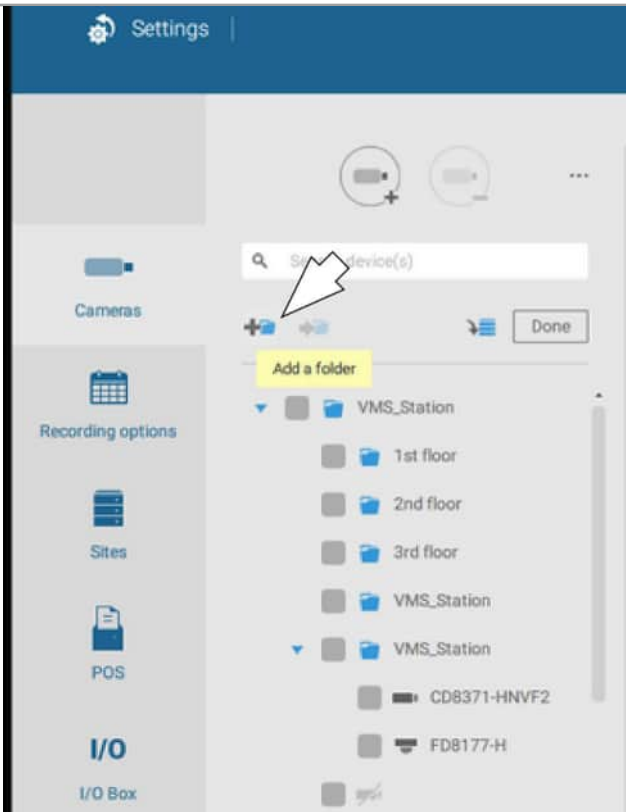 Settings
Search device(s)
Done
Add a folder
Cameras
VMS_Station
1st floor
Recording options
2nd floor
3rd floor
Sites
VMS_Station
VMS_Station
POS
CD8371-HNVF2
FD8177-H
I/O
I/O Box